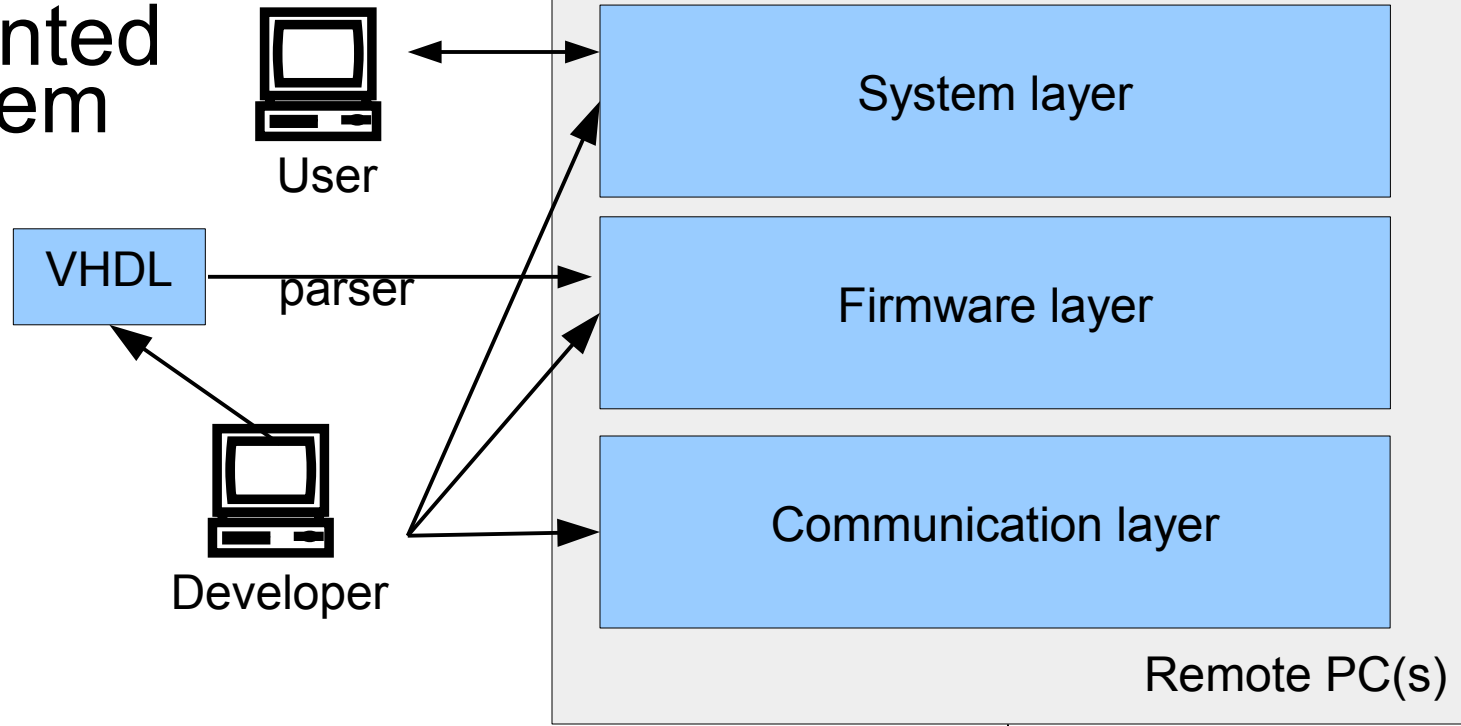 nted
em
User
System layer
VHDL
parser
Firmware layer
Communication layer
Developer
Remote PC(s)